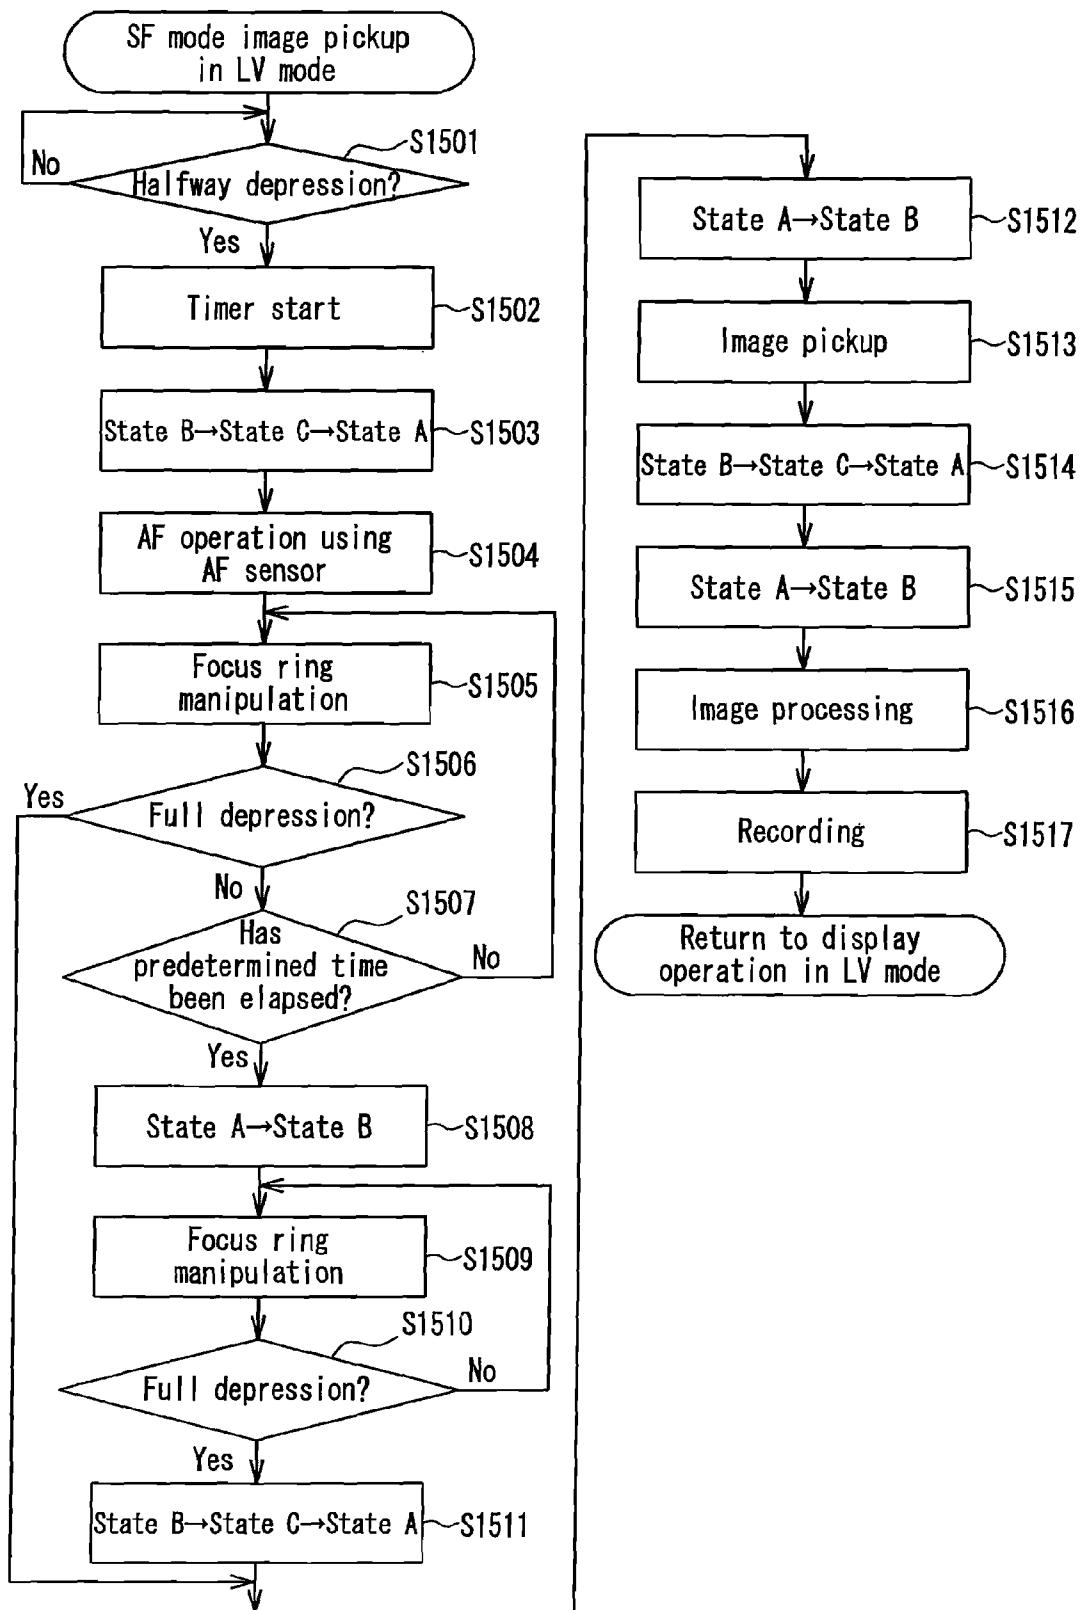 SF mode image pickup
in LV mode
S1501
No
Halfway depression?
Yes
Timer start
S1502
State B→State C→State A
S1503
AF operation using
AF sensor
S1504
Focus ring
manipulation
S1505
S1506
Yes
Full depression?
No
S1507
Has
predetermined time
been elapsed?
No
Yes
State A→State B
S1508
Focus ring
manipulation
S1509
S1510
Full depression?
No
Yes
State B→State C→State A
S1511
State A→State B
S1512
Image pickup
S1513
State B→State C→State A
S1514
State A→State B
S1515
Image processing
S1516
Recording
S1517
Return to display
operation in LV mode